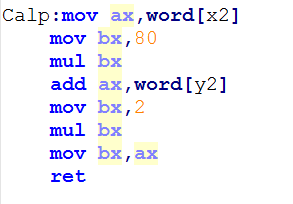 Calp:mov ax,word[x2]
mov bx,80
mul bx
add ax,word[y2]
mov bx,2
mul bx
mov bx,ax
ret